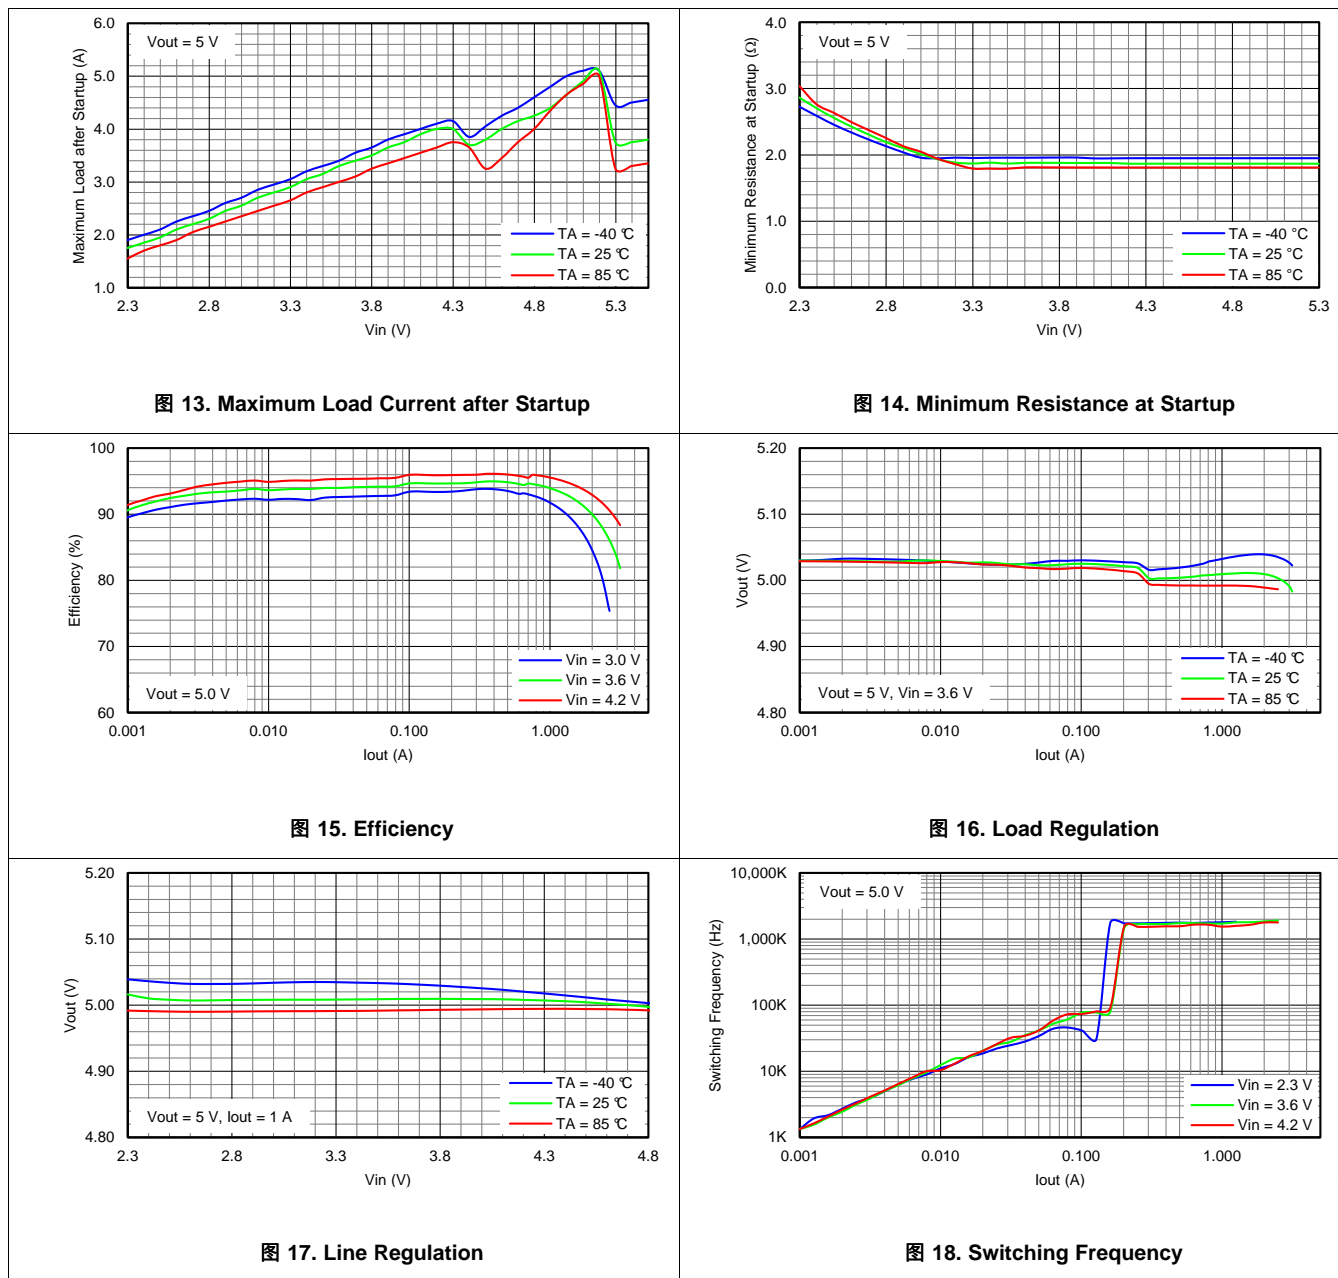 6.0
5.0
4.0
3.0
2.0
1.0
Maximum Load after Startup (A)
Vout = 5 V
TA = -40 °C
TA = 25 °C
TA = 85 °C
2.3 2.8 3.3 3.8 4.3 4.8 5.3
Vin (V)
图 13. Maximum Load Current after Startup
4.0
3.0
2.0
1.0
0.0
Minimum Resistance at Startup (Ω)
Vout = 5 V
TA = -40 °C
TA = 25 °C
TA = 85 °C
2.3 2.8 3.3 3.8 4.3 4.8 5.3
Vin (V)
图 14. Minimum Resistance at Startup
100
90
80
70
60
Efficiency (%)
Vin = 3.0 V
Vin = 3.6 V
Vin = 4.2 V
Vout = 5.0 V
0.001 0.010 0.100 1.000
Iout (A)
图 15. Efficiency
5.20
5.10
5.00
4.90
4.80
Vout (V)
TA = -40 °C
TA = 25 °C
TA = 85 °C
Vout = 5 V, Vin = 3.6 V
0.001 0.010 0.100 1.000
Iout (A)
图 16. Load Regulation
5.20
5.10
5.00
4.90
4.80
Vout (V)
TA = -40 °C
TA = 25 °C
TA = 85 °C
Vout = 5 V, Iout = 1 A
2.3 2.8 3.3 3.8 4.3 4.8
Vin (V)
图 17. Line Regulation
10,000K
1,000K
100K
10K
1K
Switching Frequency (Hz)
Vout = 5.0 V
Vin = 2.3 V
Vin = 3.6 V
Vin = 4.2 V
0.001 0.010 0.100 1.000
Iout (A)
图 18. Switching Frequency